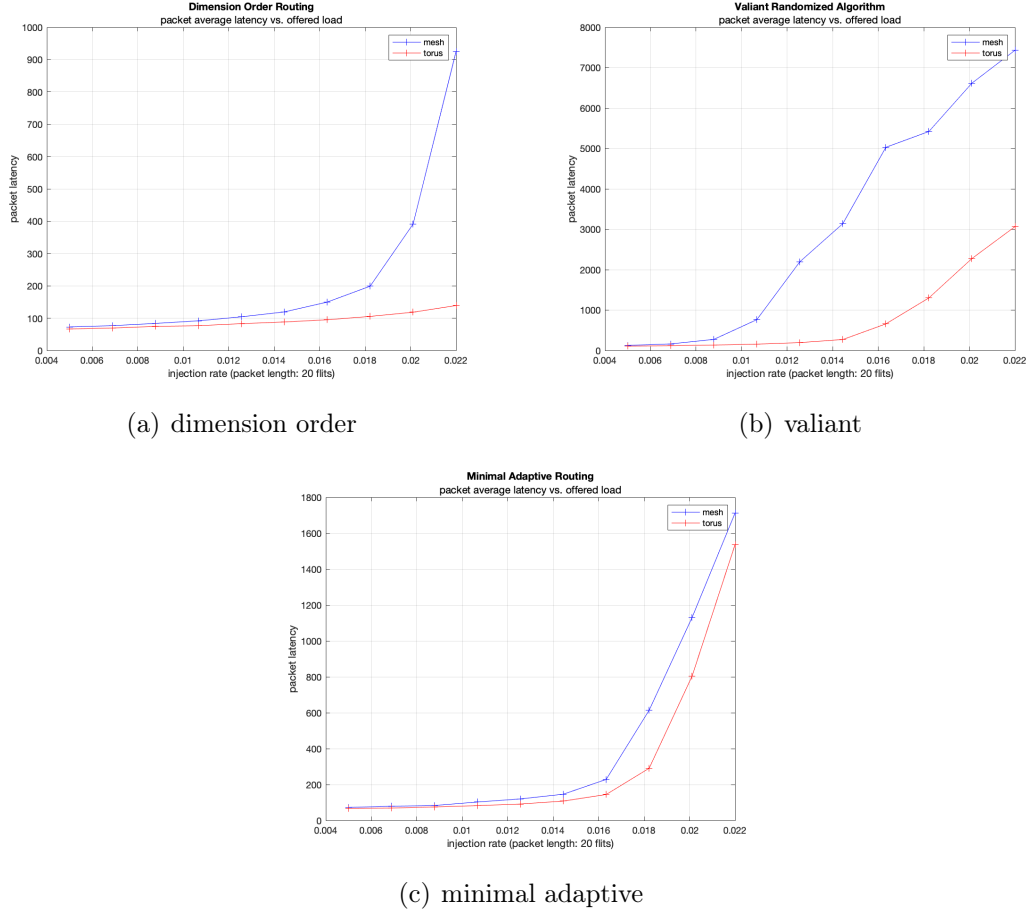 Dimension Order Routing
packet average latency vs. offered load
mesh
torus
1000
900
800
700
600
500
400
300
200
100
0
packet latency
0.004 0.006 0.008 0.01 0.012 0.014 0.016 0.018 0.02 0.022
injection rate (packet length: 20 flits)
(a) dimension order
Valiant Randomized Algorithm
packet average latency vs. offered load
mesh
torus
8000
7000
6000
5000
4000
3000
2000
1000
0
packet latency
0.004 0.006 0.008 0.01 0.012 0.014 0.016 0.018 0.02 0.022
injection rate (packet length: 20 flits)
(b) valiant
Minimal Adaptive Routing
packet average latency vs. offered load
mesh
torus
1800
1600
1400
1200
1000
800
600
400
200
0
packet latency
0.004 0.006 0.008 0.01 0.012 0.014 0.016 0.018 0.02 0.022
injection rate (packet length: 20 flits)
(c) minimal adaptive